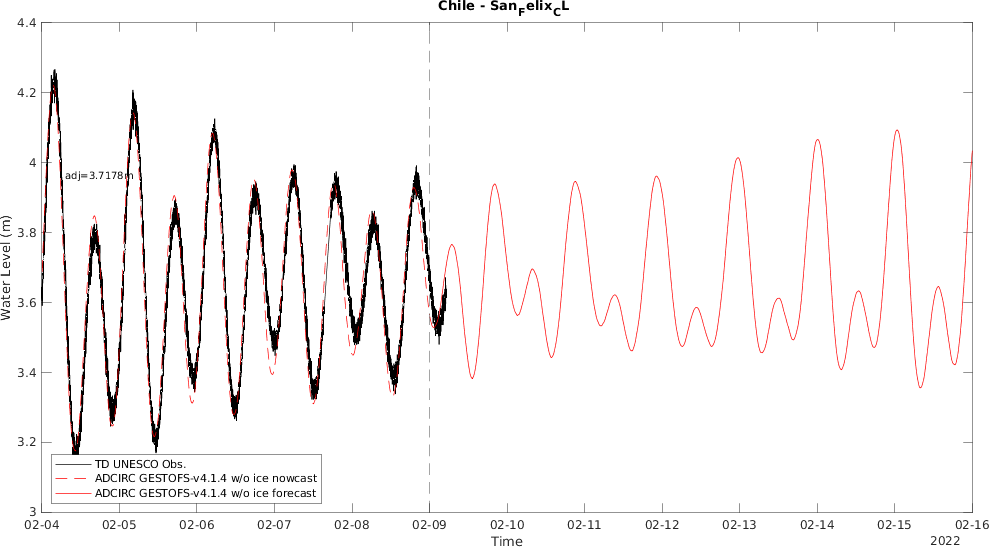 Chile - San_Felix_CL
4.4
4.2
4
3.8
3.6
3.4
3.2
3
Water Level (m)
adj=3.7178m
TD UNESCO Obs.
ADCIRC GESTOFS-v4.1.4 w/o ice nowcast
ADCIRC GESTOFS-v4.1.4 w/o ice forecast
02-04 02-05 02-06 02-07 02-08 02-09 02-10 02-11 02-12 02-13 02-14 02-15 02-16
Time
2022